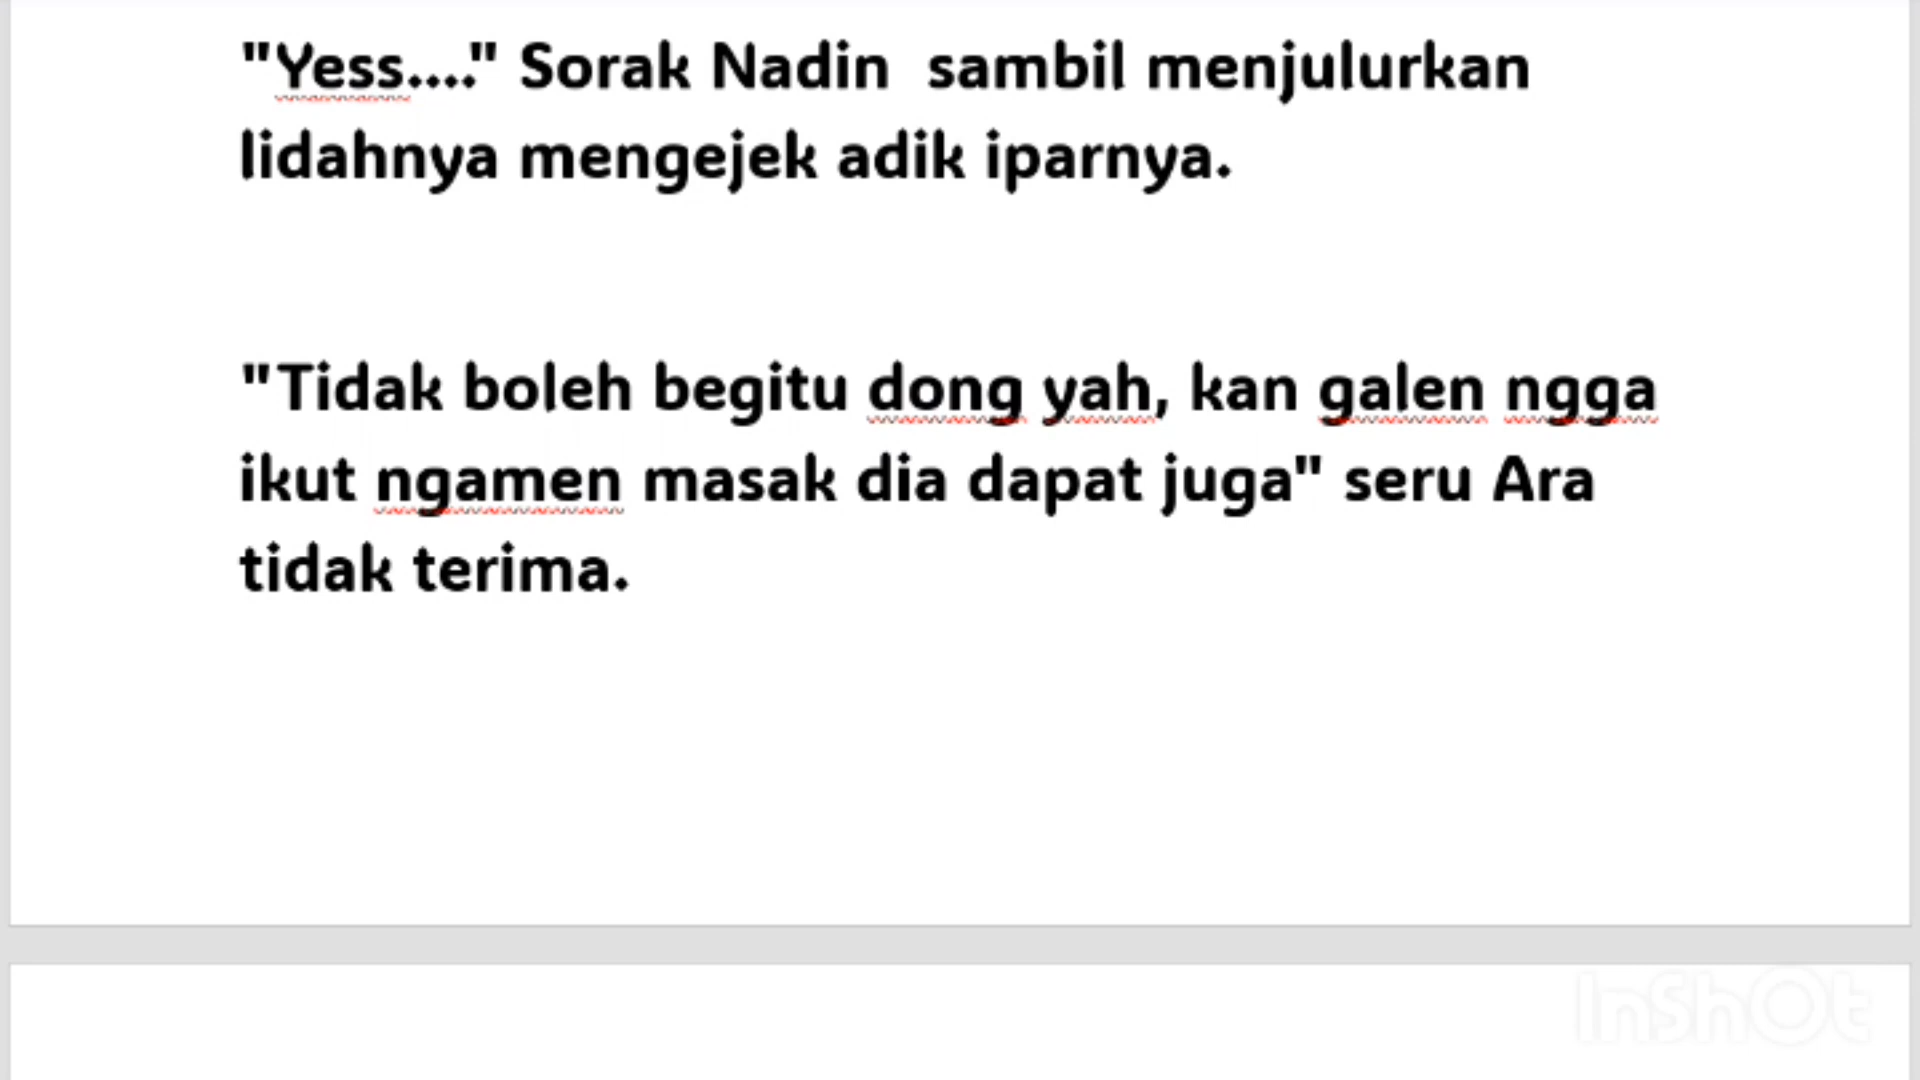 "Yess...." Sorak Nadin  sambil menjulurkan
lidahnya mengejek adik iparnya.
"Tidak boleh begitu dong yah, kan galen ngga
ikut ngamen masak dia dapat juga" seru Ara
tidak terima.
InShOt